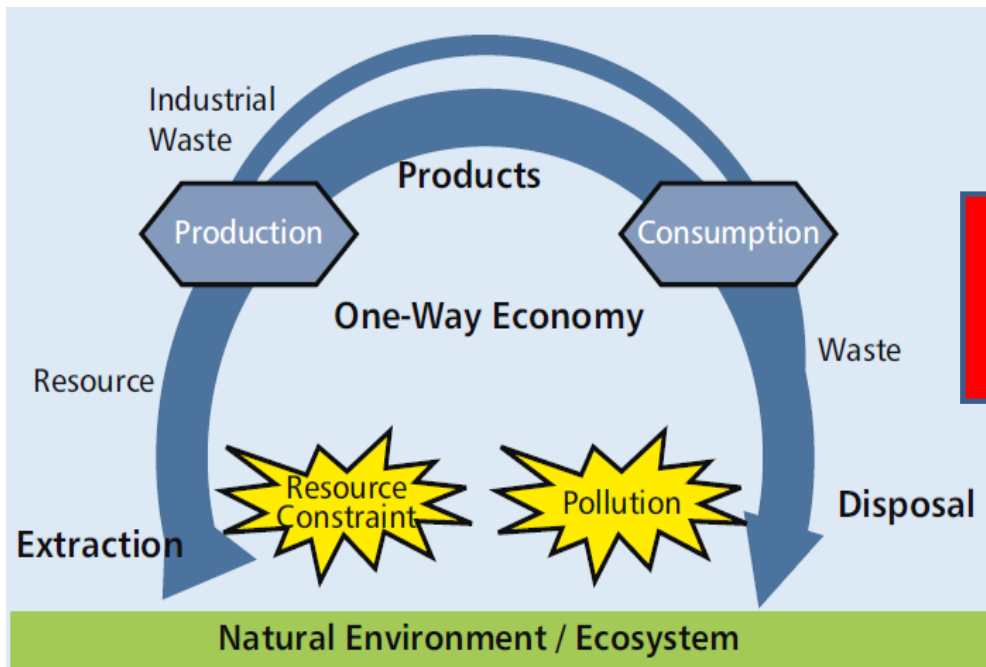 Industrial
Waste
Products
Production
Consumption
One-Way Economy
Resource
Waste
Resource
Constraint
Pollution
Extraction
Disposal
Natural Environment / Ecosystem